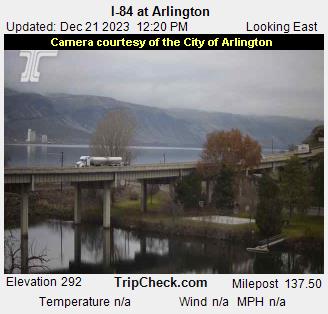 I-84 at Arlington
Updated: Dec 21 2023 12:20 PM Looking East
Camera courtesy of the City of Arlington
Elevation 292 TripCheck.com Milepost 137.50
Temperature n/a Wind n/a MPH n/a